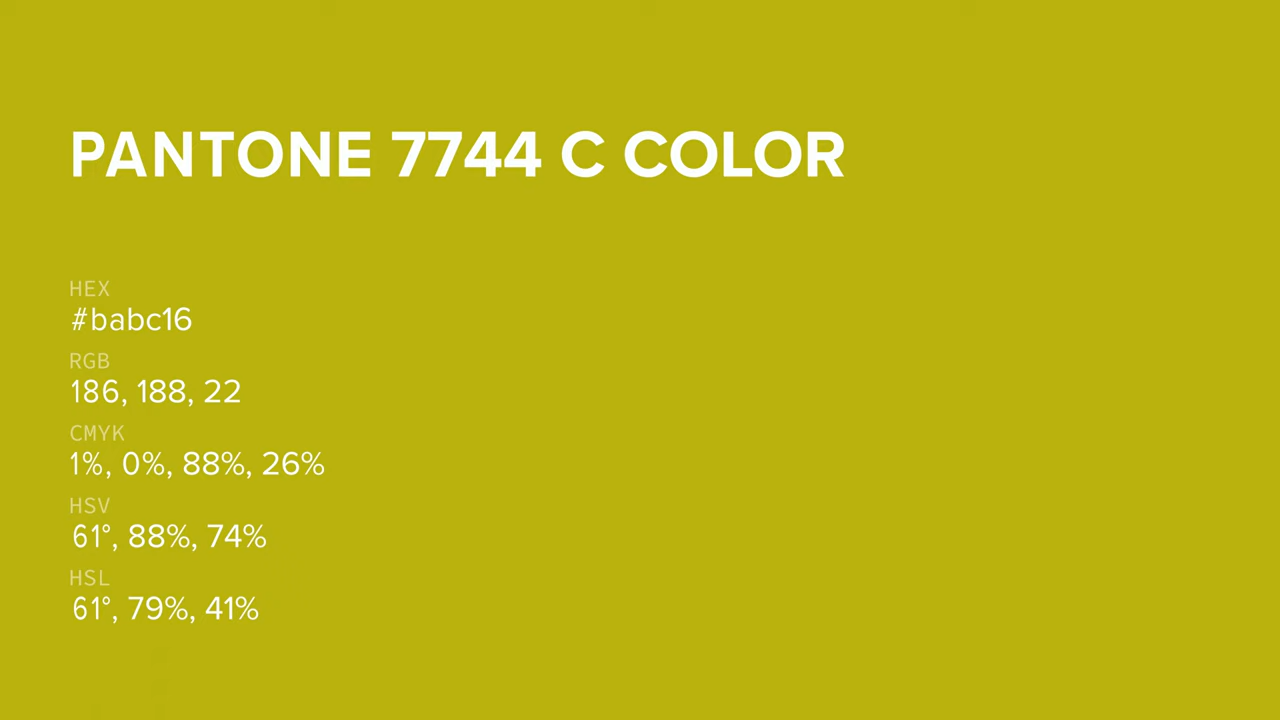 PANTONE 7744 C COLOR
HEX
#babc16
RGB
186, 188, 22
CMYK
1%, 0%, 88%, 26%
HSV
61°, 88%, 74%
HSL
61°, 79%, 41%